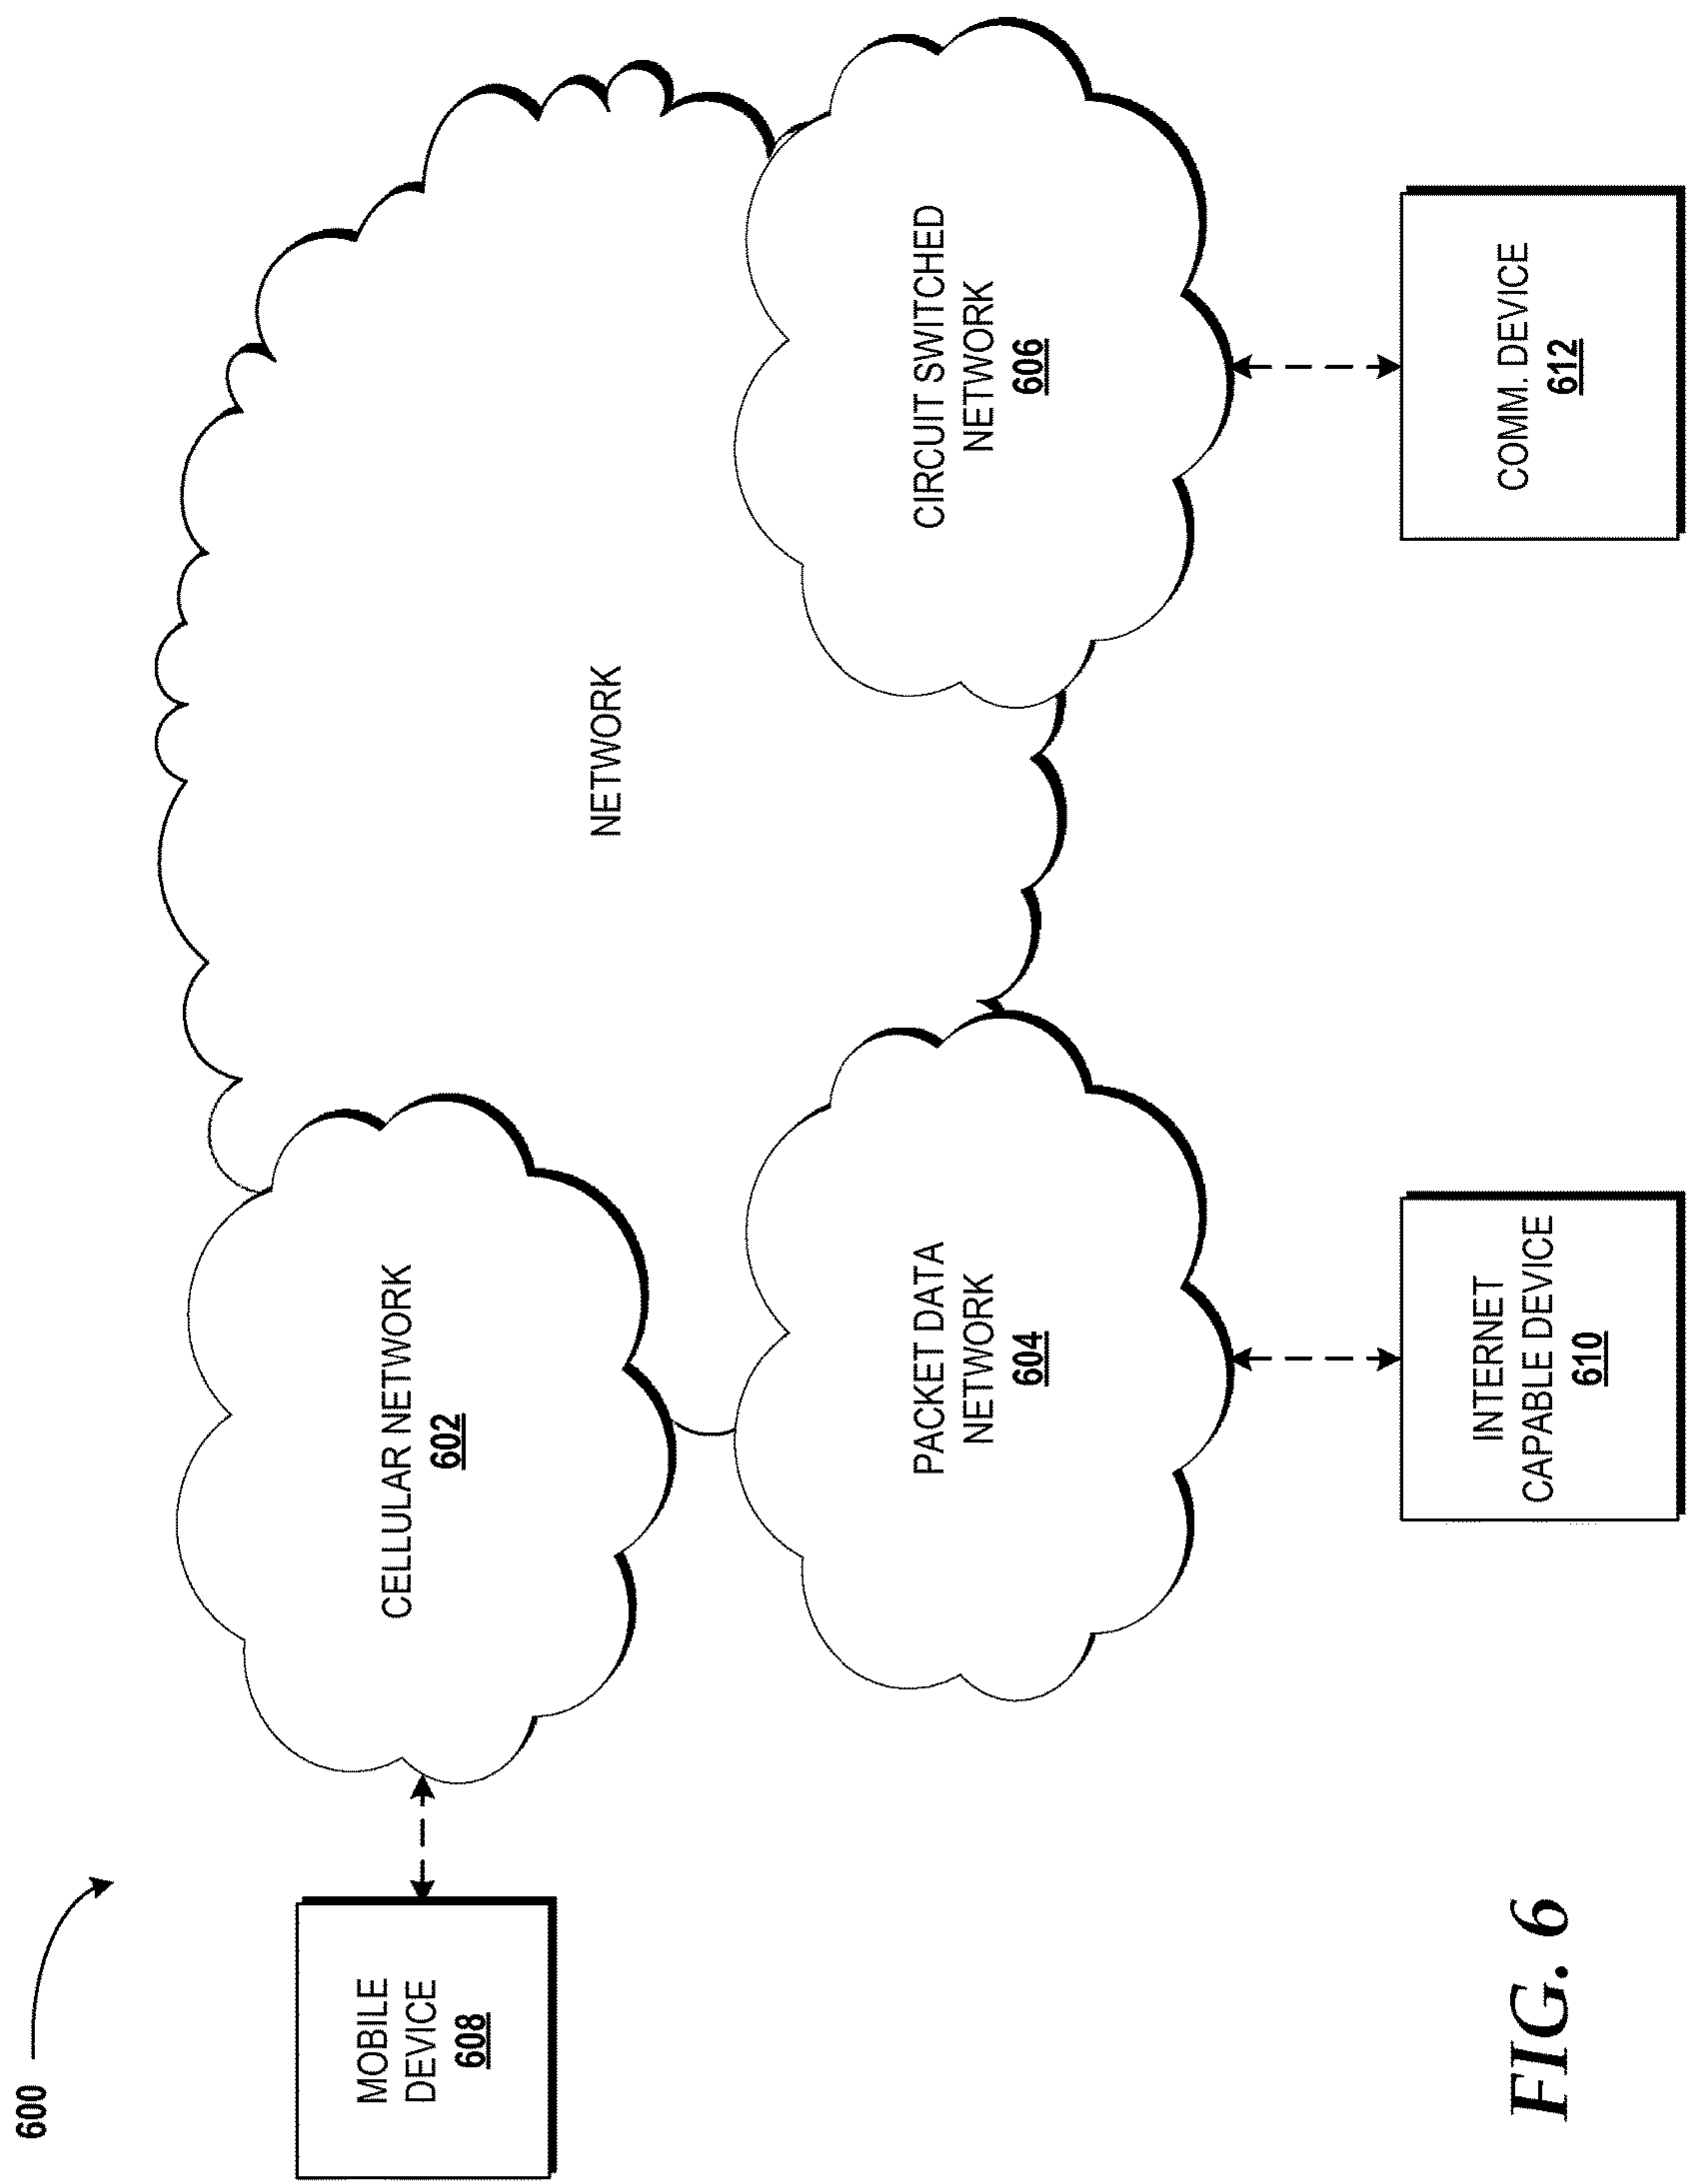 600
MOBILE
DEVICE
608
CELLULAR NETWORK
602
NETWORK
PACKET DATA
NETWORK
604
CIRCUIT SWITCHED
NETWORK
606
INTERNET
CAPABLE DEVICE
610
COMM. DEVICE
612
FIG. 6